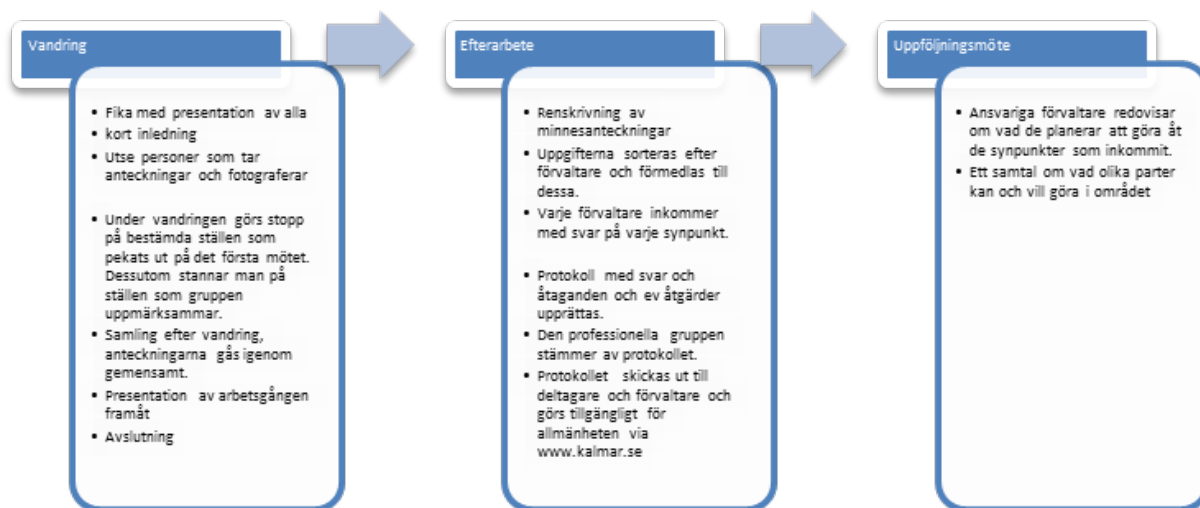 Vandring
• Fika med presentation av alla
• kort inledning
• Utse personer som tar
anteckningar och fotograferar
• Under vandringen görs stopp
på bestämda ställen som
pekats ut på det första mötet.
Dessutom stannar man på
ställen som gruppen
uppmärksammar.
• Samling efter vandring,
anteckningarna gås igenom
gemensamt.
• Presentation av arbetsgången
framåt
• Avslutning
Efterarbete
• Renskrivning av
minnesanteckningar
• Uppgifterna sorteras efter
förvaltare och förmedlas till
dessa.
• Varje förvaltare inkommer
med svar på varje synpunkt.
• Protokoll med svar och
åtaganden och ev åtgärder
upprättas.
• Den professionella gruppen
stämmer av protokollet.
• Protokollet skickas ut till
deltagare och förvaltare och
görs tillgängligt för
allmänheten via
www.kalmar.se
Uppföljningsmöte
• Ansvariga förvaltare redovisar
om vad de planerar att göra åt
de synpunkter som inkommit.
• Ett samtal om vad olika parter
kan och vill göra i området